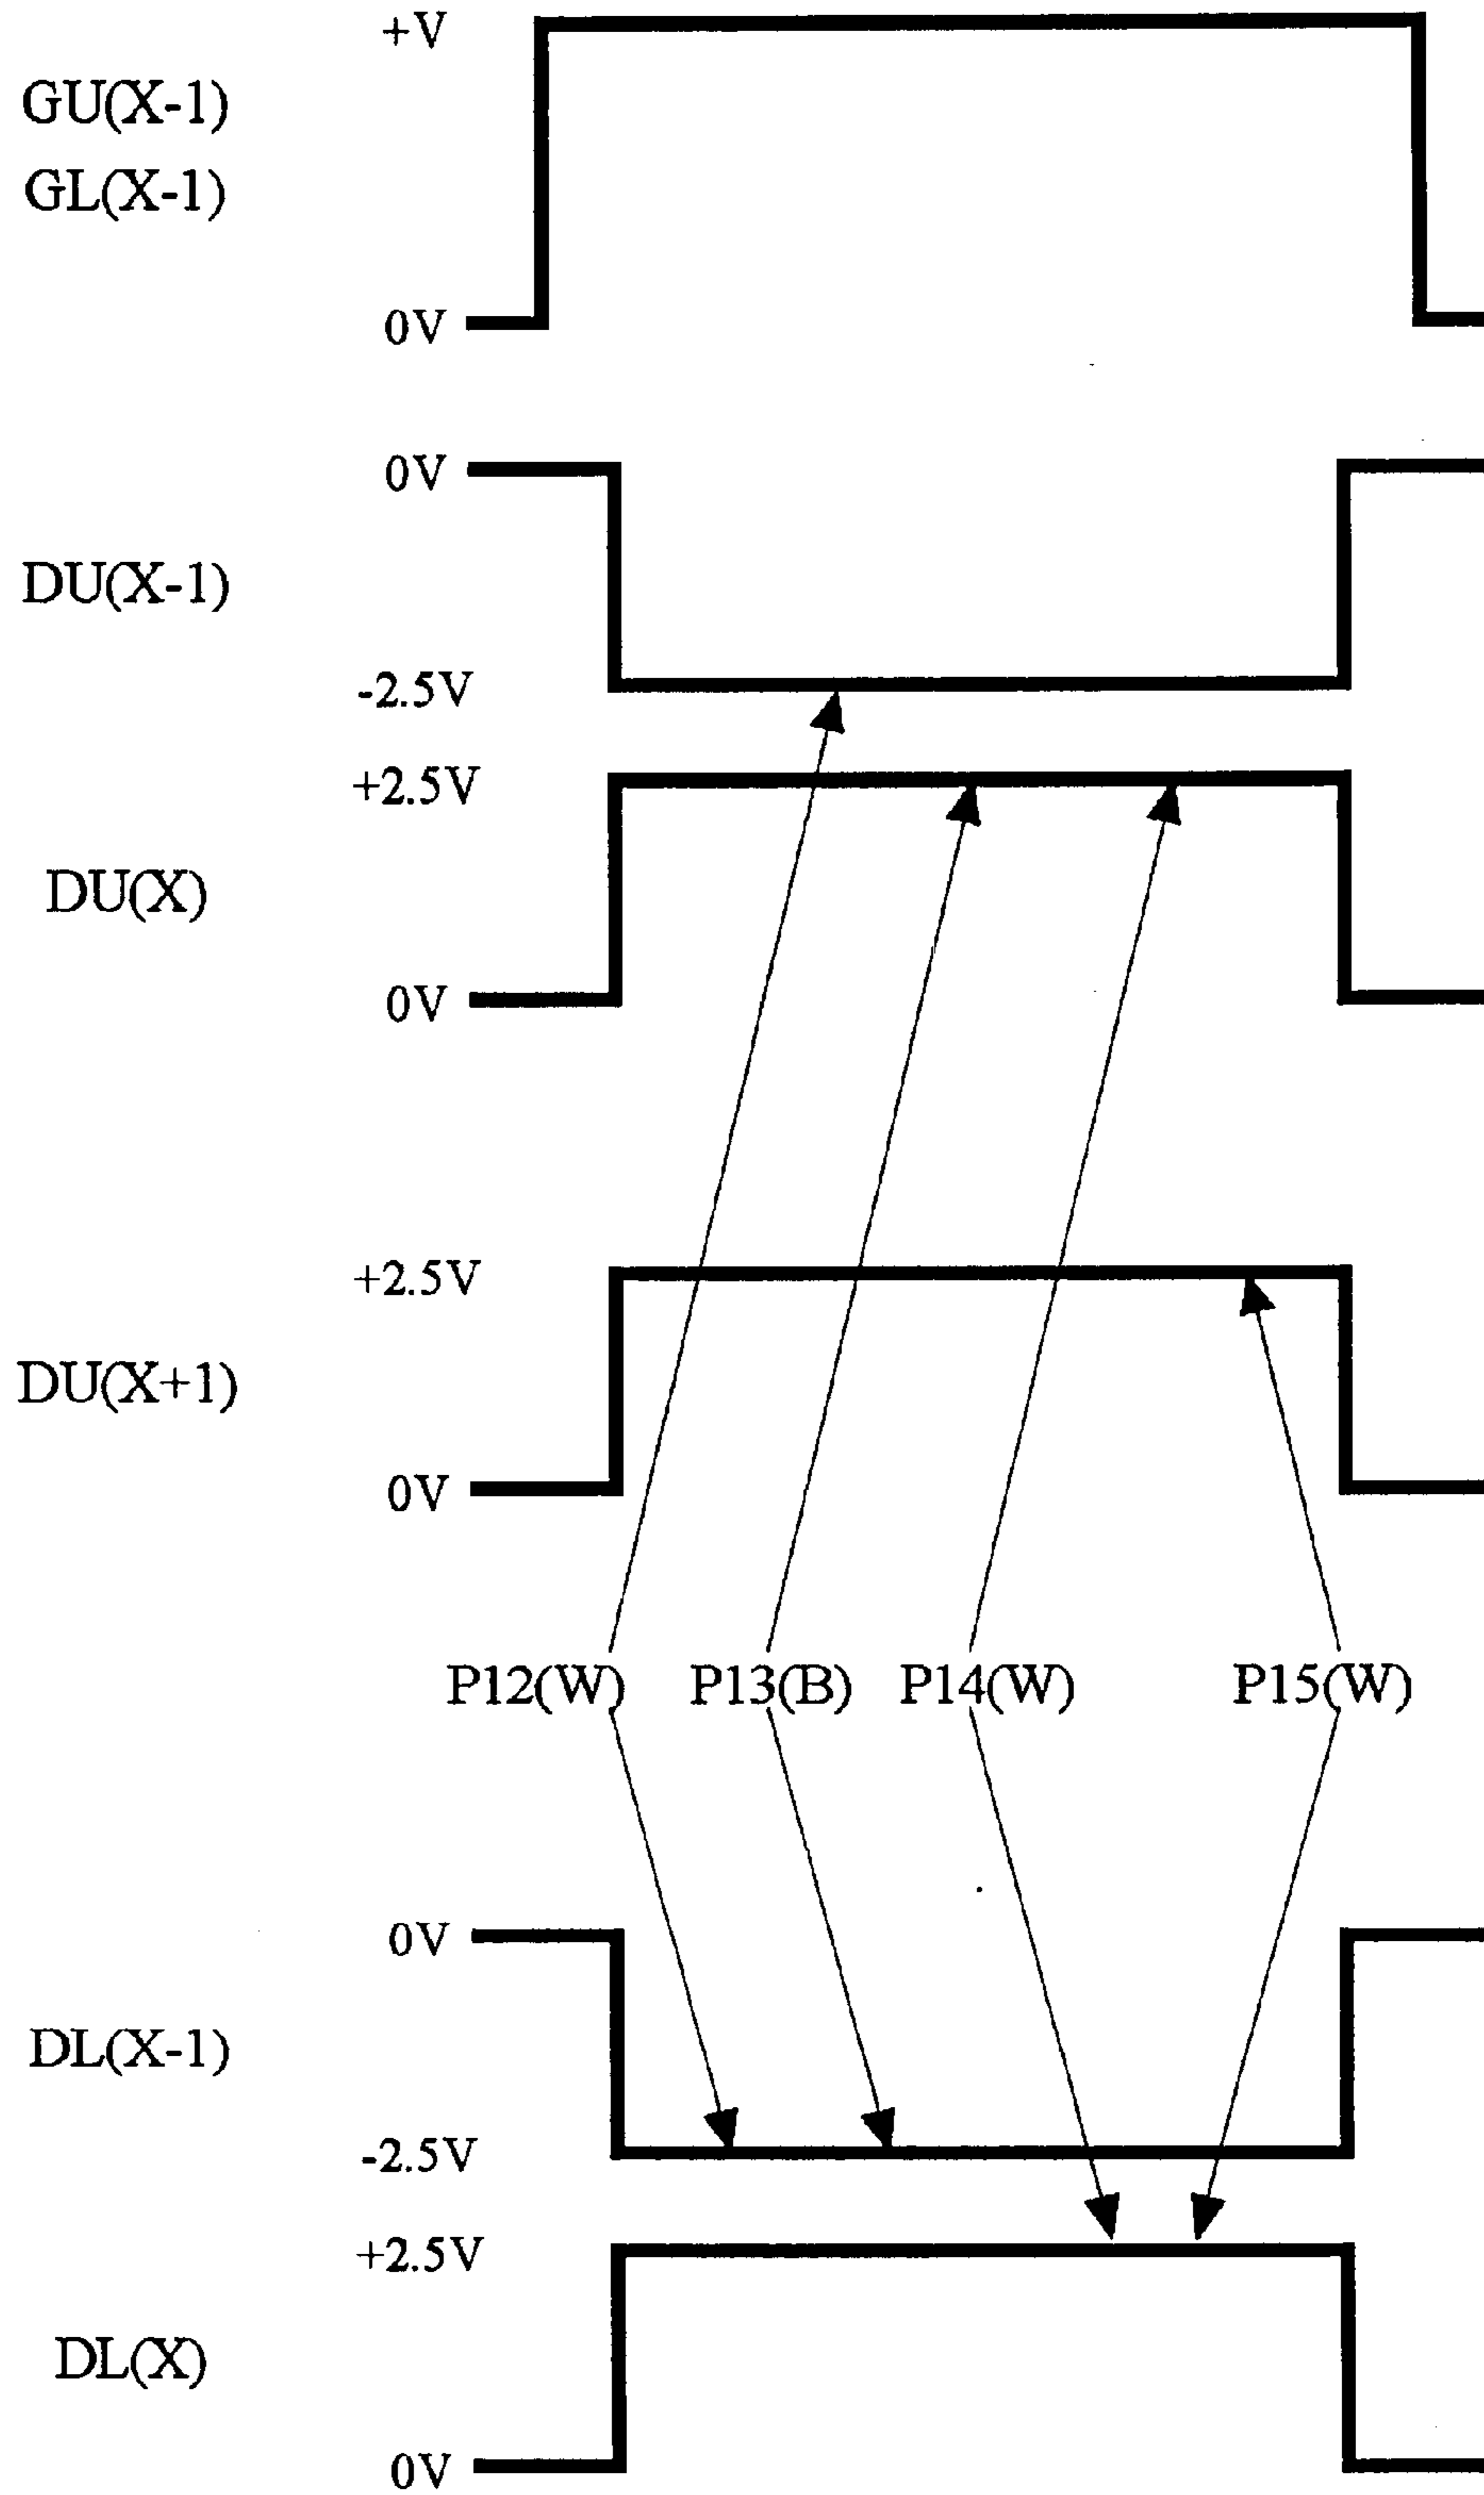 +V
GU(X-1)
GL(X-1)
0V
0V
DU(X-1)
-2.5V
+2.5V
DU(X)
0V
+2.5V
DU(X+1)
0V
P12(W) P13(B) P14(W) P15(W)
0V
DL(X-1)
-2.5V
+2.5V
DL(X)
0V